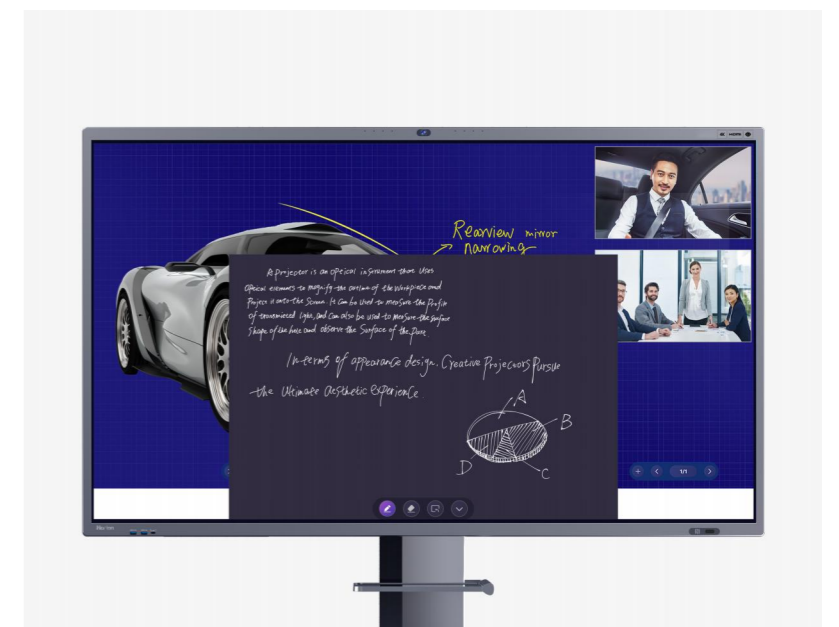 HDMI
Rearview mirror
narrowing
A Projector is an optical instrument that Uses
Optical elements to magnify the outline of the Workpiece and
Project it onto the Screen. It Can be Used to measure the Profile
of transmitted light, and Can also be used to measure the surface
Shape of the hole and observe the Surface of the
In terms of appearance design. Creative Projectors Pursue
the Ultimate aesthetic Experience.
A
B
D
C
1/1